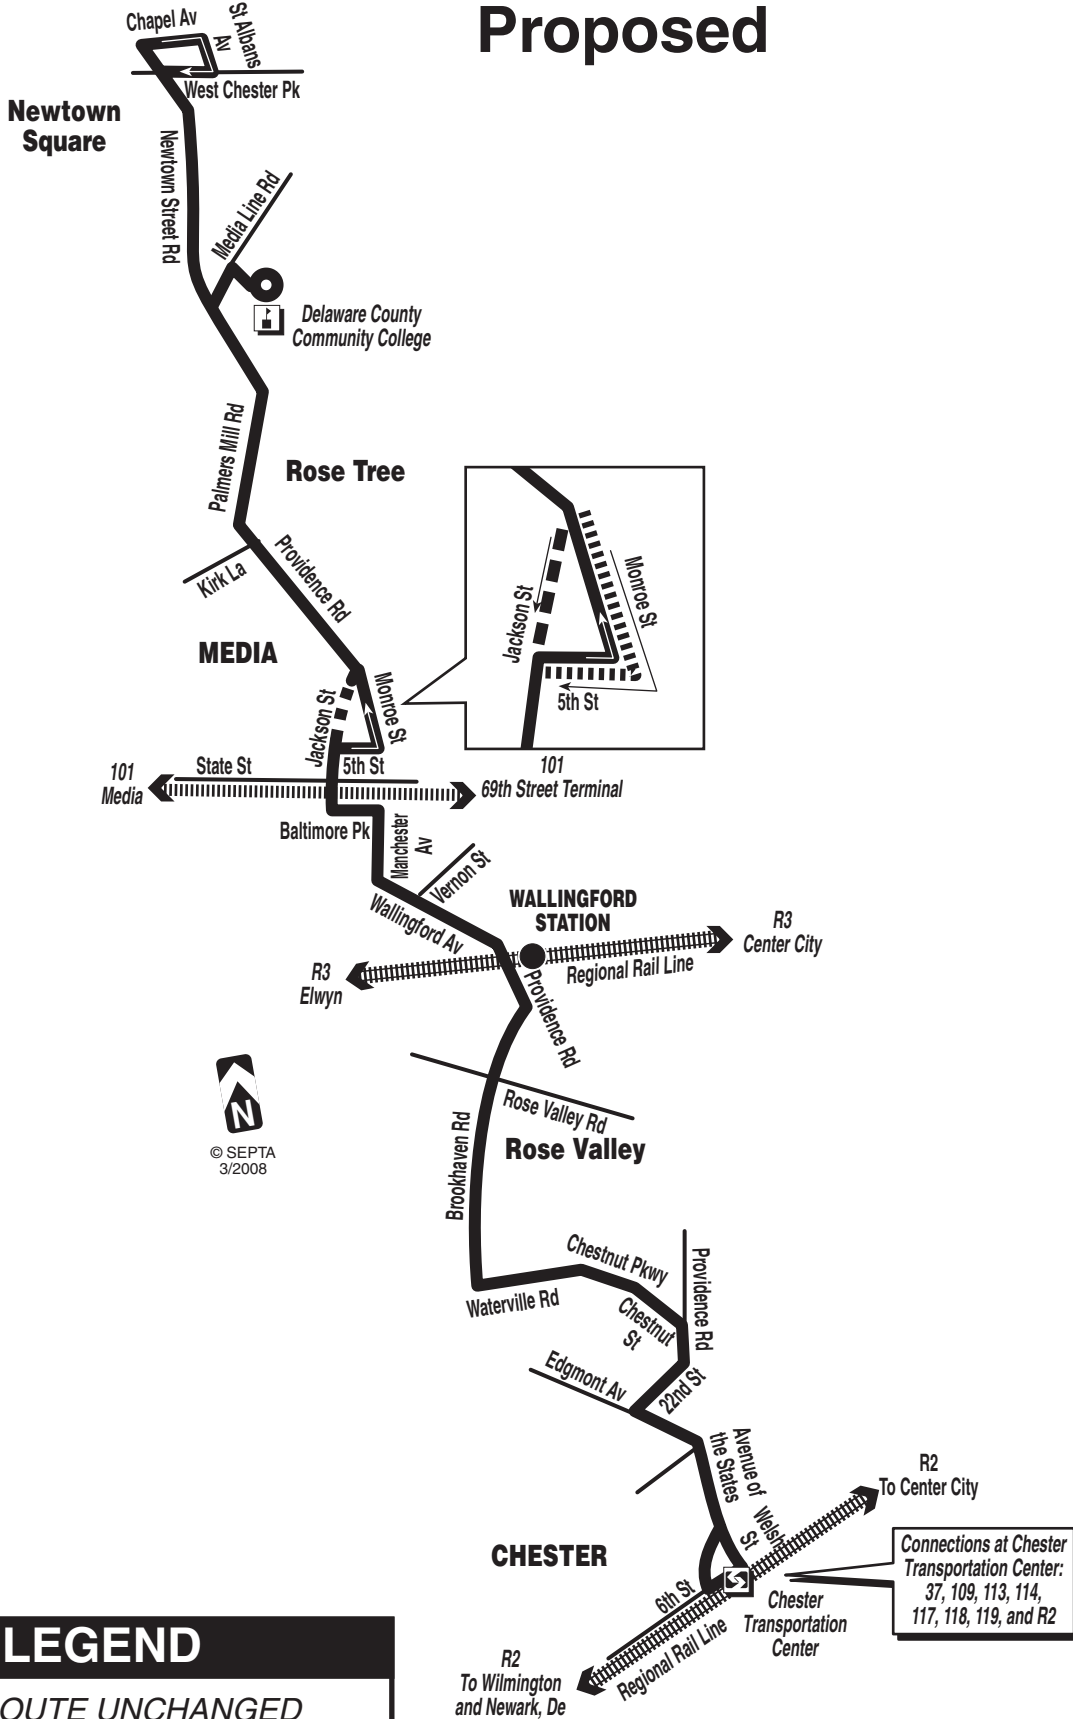 Proposed
Chapel Av
St Albans
Av
West Chester Pk
Newtown
Square
Newtown Street Rd
Media Line Rd
Delaware County
Community College
Palmers Mill Rd
Rose Tree
Kirk La
Providence Rd
MEDIA
Jackson St
Monroe St
5th St
Jackson St
Monroe St
5th St
State St
101
Media
101
69th Street Terminal
Baltimore Pk
Manchester
Av
Vernon St
Wallingford Av
WALLINGFORD
STATION
R3
Center City
Regional Rail Line
R3
Elwyn
Providence Rd
N
© SEPTA
3/2008
Rose Valley Rd
Rose Valley
Brookhaven Rd
Chestnut Pkwy
Waterville Rd
Chestnut
St
Providence Rd
Edgmont Av
22nd St
Avenue of
the States
Welsh
St
R2
To Center City
CHESTER
Connections at Chester
Transportation Center:
37, 109, 113, 114,
117, 118, 119, and R2
6th St
Chester
Transportation
Center
Regional Rail Line
R2
To Wilmington
and Newark, De
LEGEND
OUTE UNCHANGED